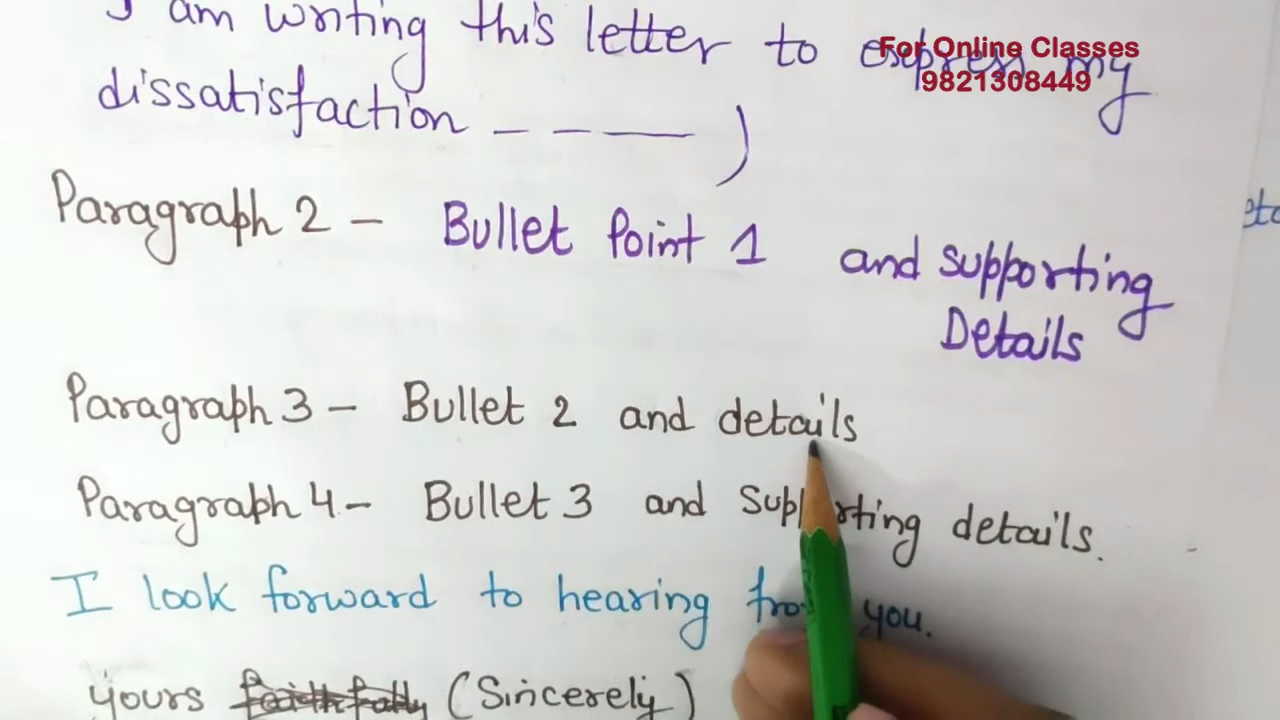 I am writing this letter to express my
For Online Classes
9821308449
dissatisfaction - - — )
Paragraph 2 - Bullet Point 1 and supporting
Details
Paragraph 3 - Bullet 2 and details
Paragraph 4 - Bullet 3 and supporting details.
I look forward to hearing from you.
yours faithfully (Sincerely)